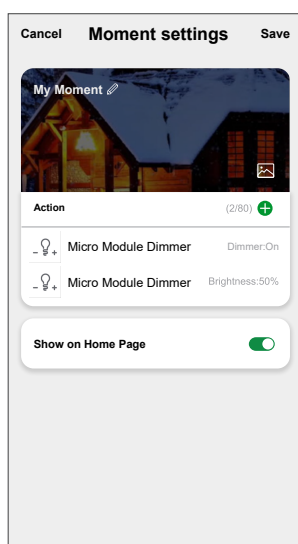 Cancel Moment settings Save
My Moment
Action (2/80)
Micro Module Dimmer Dimmer:On
Micro Module Dimmer Brightness:50%
Show on Home Page